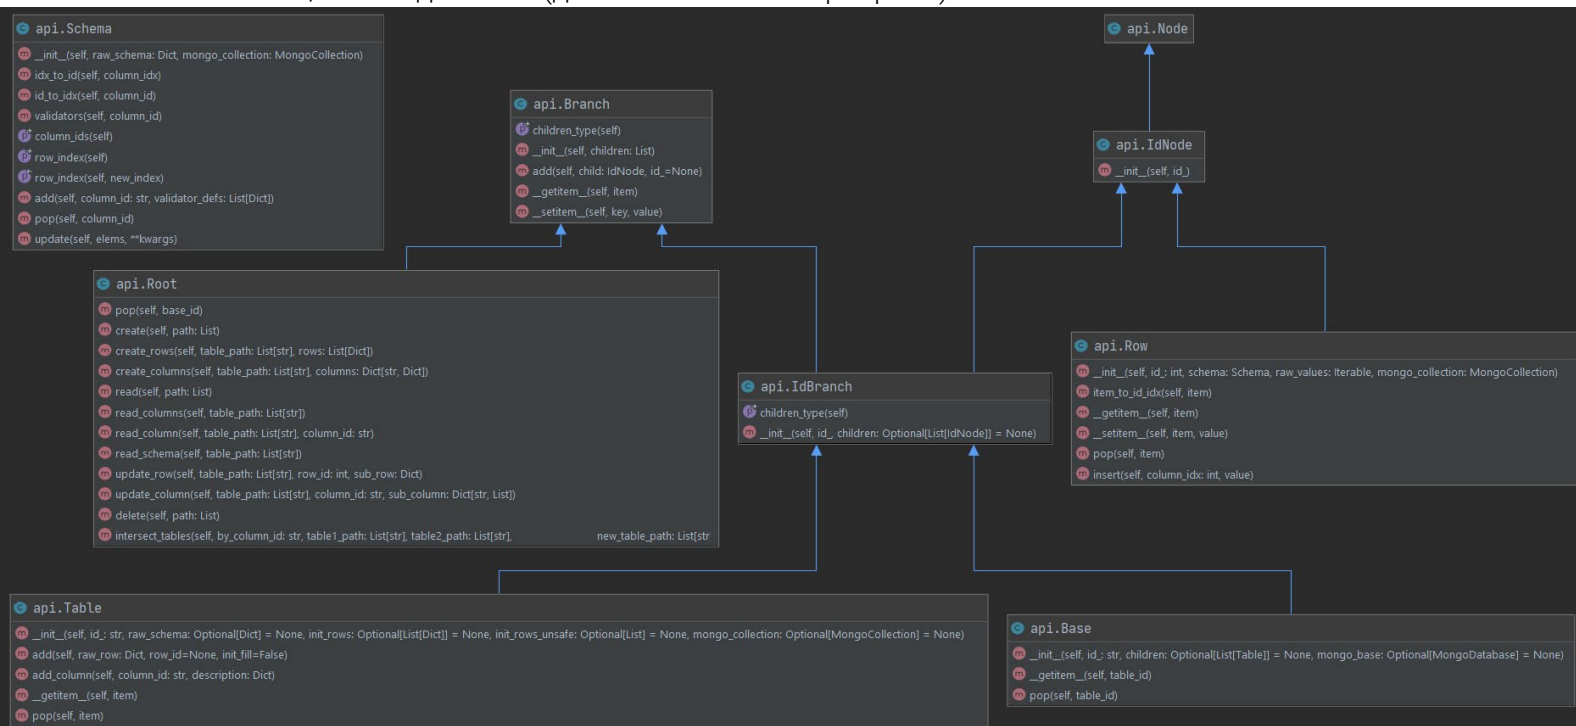 api.Schema
__init__(self, raw_schema: Dict, mongo_collection: MongoCollection)
idx_to_id(self, column_idx)
id_to_idx(self, column_id)
validators(self, column_id)
column_ids(self)
row_index(self)
row_index(self, new_index)
add(self, column_id: str, validator_defs: List[Dict])
pop(self, column_id)
update(self, elems, **kwargs)
api.Branch
children_type(self)
__init__(self, children: List)
add(self, child: IdNode, id_=None)
__getitem__(self, item)
__setitem__(self, key, value)
api.Node
api.IdNode
__init__(self, id_)
api.Root
pop(self, base_id)
create(self, path: List)
create_rows(self, table_path: List[str], rows: List[Dict])
create_columns(self, table_path: List[str], columns: Dict[str, Dict])
read(self, path: List)
read_columns(self, table_path: List[str])
read_column(self, table_path: List[str], column_id: str)
read_schema(self, table_path: List[str])
update_row(self, table_path: List[str], row_id: int, sub_row: Dict)
update_column(self, table_path: List[str], column_id: str, sub_column: Dict[str, List])
delete(self, path: List)
intersect_tables(self, by_column_id: str, table1_path: List[str], table2_path: List[str], new_table_path: List[str
api.IdBranch
children_type(self)
__init__(self, id_, children: Optional[List[IdNode]] = None)
api.Row
__init__(self, id_: int, schema: Schema, raw_values: Iterable, mongo_collection: MongoCollection)
item_to_id_idx(self, item)
__getitem__(self, item)
__setitem__(self, item, value)
pop(self, item)
insert(self, column_idx: int, value)
api.Table
__init__(self, id_: str, raw_schema: Optional[Dict] = None, init_rows: Optional[List[Dict]] = None, init_rows_unsafe: Optional[List] = None, mongo_collection: Optional[MongoCollection] = None)
add(self, raw_row: Dict, row_id=None, init_fill=False)
add_column(self, column_id: str, description: Dict)
__getitem__(self, item)
pop(self, item)
api.Base
__init__(self, id_: str, children: Optional[List[Table]] = None, mongo_base: Optional[MongoDatabase] = None)
__getitem__(self, table_id)
pop(self, table_id)